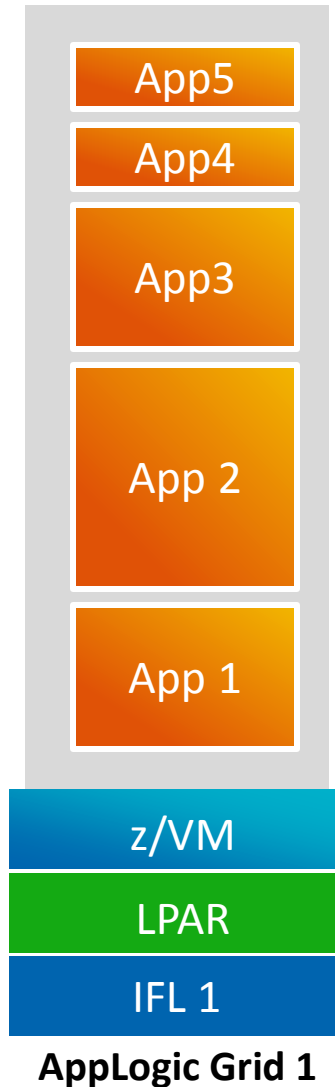 App5
App4
App3
App 2
App 1
z/VM
LPAR
IFL 1
AppLogic Grid 1